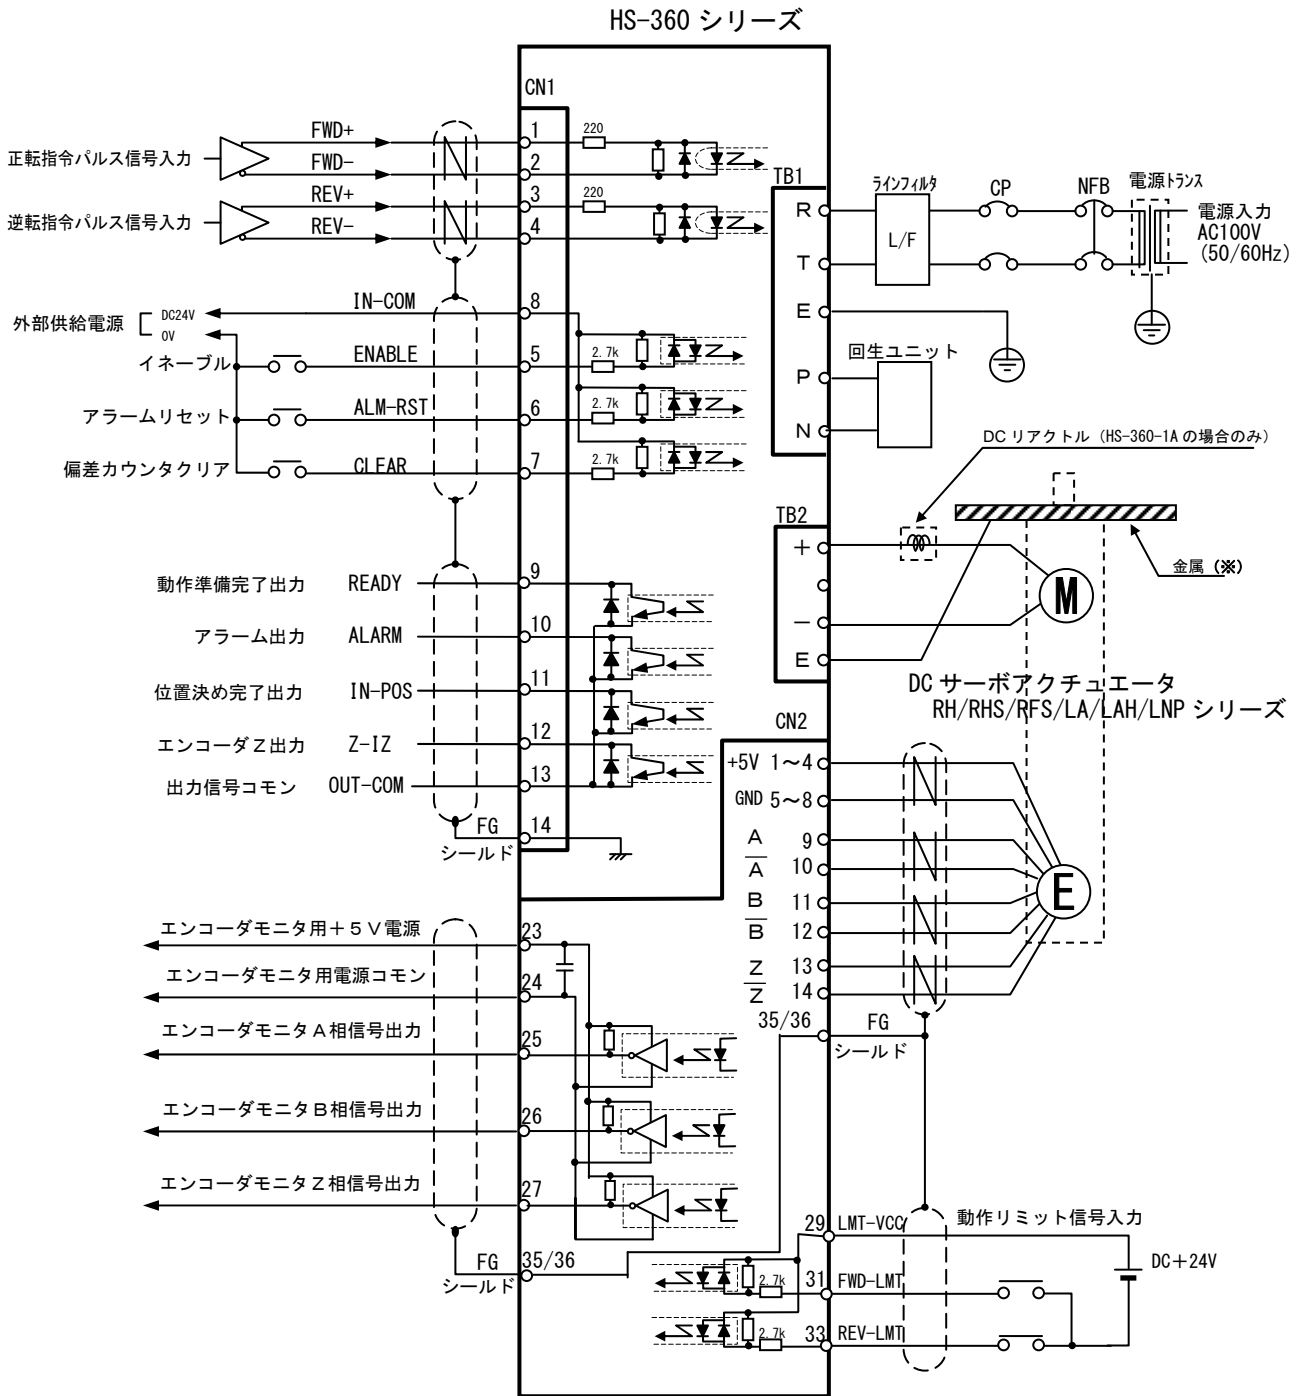 HS-360 シリーズ
CN1
正転指令パルス信号入力
FWD+
1
220
FWD-
2
逆転指令パルス信号入力
REV+
3
220
REV-
4
外部供給電源
DC24V
0V
IN-COM
8
イネーブル
ENABLE
5
2.7k
アラームリセット
ALM-RST
6
2.7k
偏差カウンタクリア
CLEAR
7
2.7k
動作準備完了出力
READY
9
アラーム出力
ALARM
10
位置決め完了出力
IN-POS
11
エンコーダZ出力
Z-IZ
12
出力信号コモン
OUT-COM
13
FG
14
シールド
TB1
R
T
E
P
N
ラインフィルタ
L/F
CP
NFB
電源トランス
電源入力
AC100V
(50/60Hz)
回生ユニット
DC リアクトル (HS-360-1A の場合のみ)
TB2
+
-
E
M
金属 (※)
DC サーボアクチュエータ
RH/RHS/RFS/LA/LAH/LNP シリーズ
CN2
+5V 1~4
GND 5~8
A 9
A̅ 10
B 11
B̅ 12
Z 13
Z̅ 14
E
35/36
FG
シールド
エンコーダモニタ用+5V電源
23
エンコーダモニタ用電源コモン
24
エンコーダモニタA相信号出力
25
エンコーダモニタB相信号出力
26
エンコーダモニタZ相信号出力
27
FG
35/36
シールド
29
LMT-VCC
動作リミット信号入力
DC+24V
2.7k
31
FWD-LMT
2.7k
33
REV-LMT